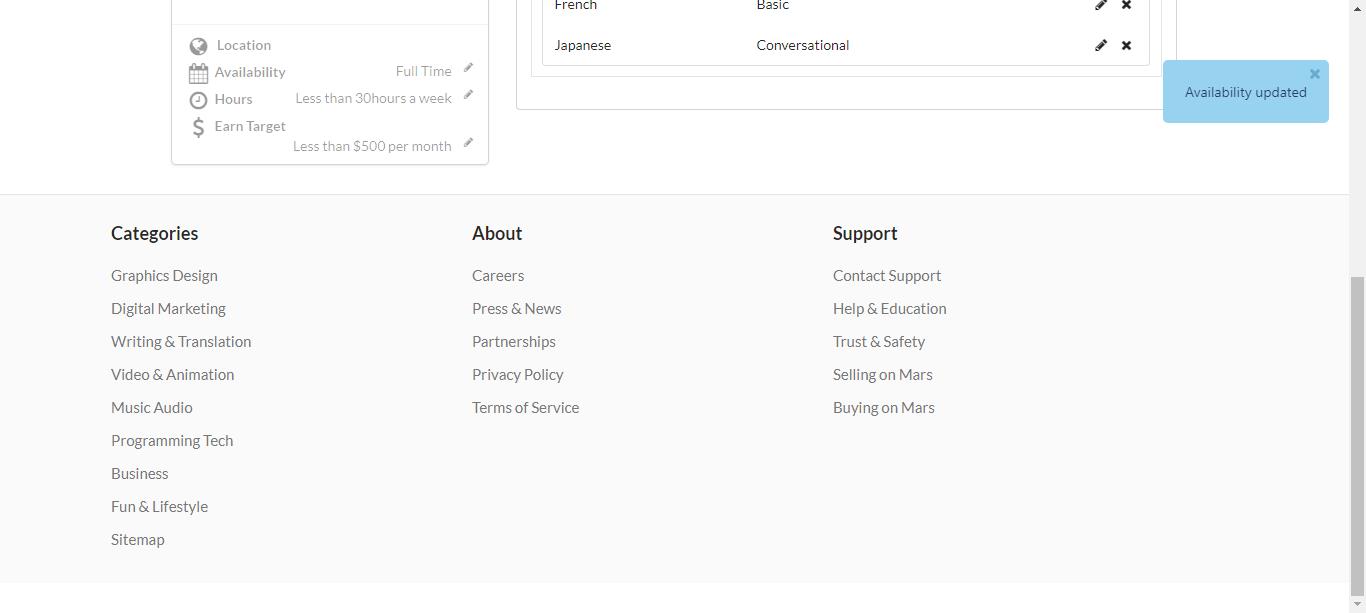 French Basic
Japanese Conversational
Location
Availability Full Time
Hours Less than 30hours a week
Earn Target
Less than $500 per month
Availability updated
Categories
Graphics Design
Digital Marketing
Writing & Translation
Video & Animation
Music Audio
Programming Tech
Business
Fun & Lifestyle
Sitemap
About
Careers
Press & News
Partnerships
Privacy Policy
Terms of Service
Support
Contact Support
Help & Education
Trust & Safety
Selling on Mars
Buying on Mars